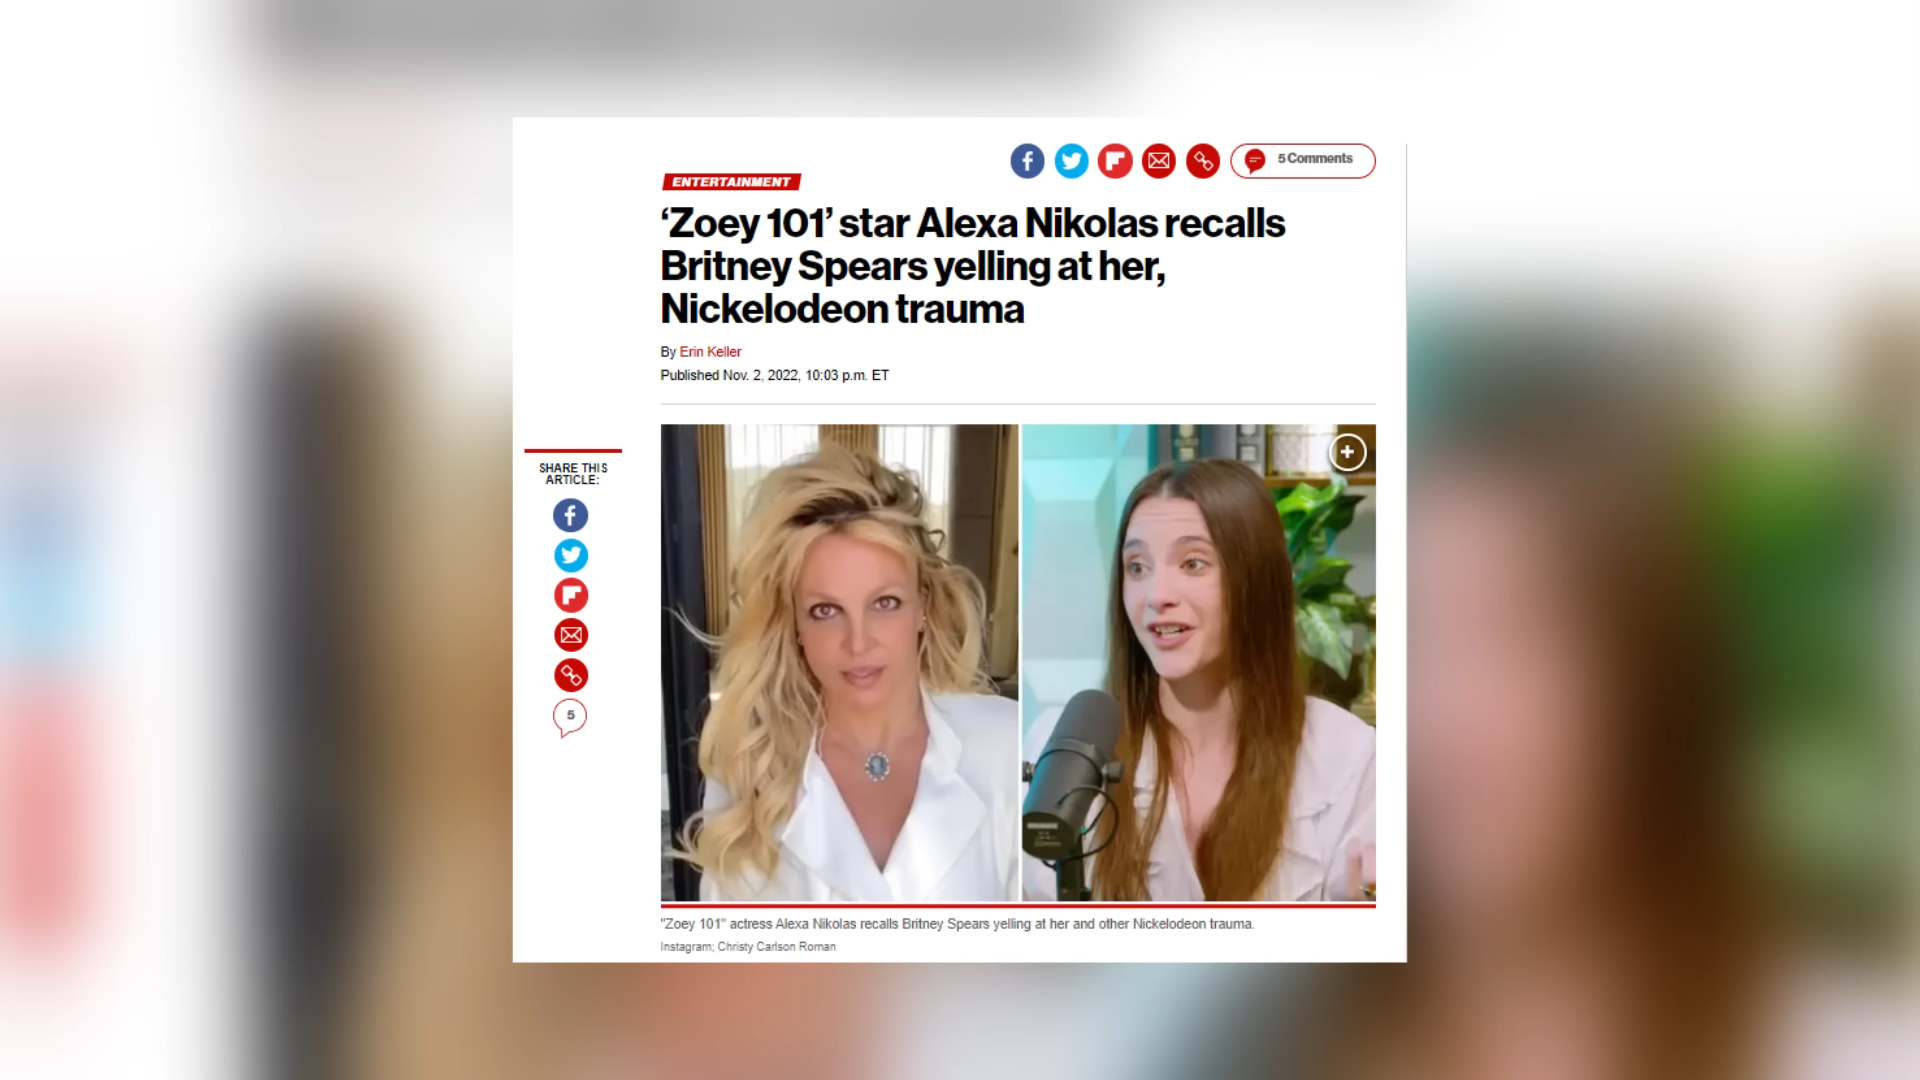 5 Comments
ENTERTAINMENT
‘Zoey 101’ star Alexa Nikolas recalls
Britney Spears yelling at her,
Nickelodeon trauma
By Erin Keller
Published Nov. 2, 2022, 10:03 p.m. ET
SHARE THIS
ARTICLE:
5
"Zoey 101" actress Alexa Nikolas recalls Britney Spears yelling at her and other Nickelodeon trauma.
Instagram; Christy Carlson Roman